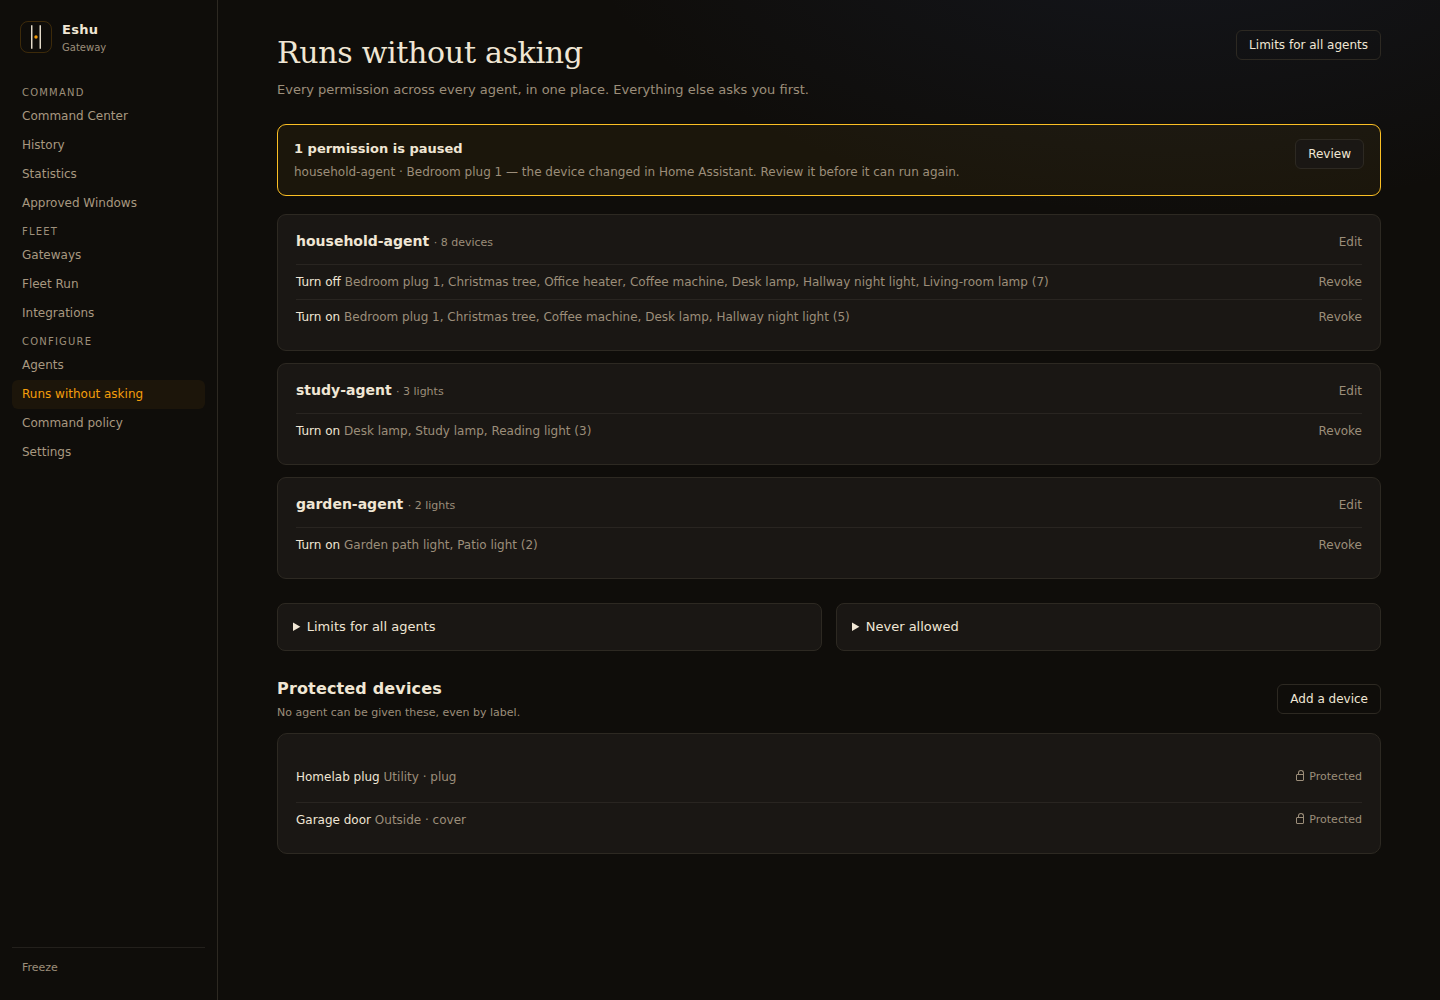 Eshu
Gateway
COMMAND
Command Center
History
Statistics
Approved Windows
FLEET
Gateways
Fleet Run
Integrations
CONFIGURE
Agents
Runs without asking
Command policy
Settings
Freeze
Runs without asking
Limits for all agents
Every permission across every agent, in one place. Everything else asks you first.
1 permission is paused
household-agent · Bedroom plug 1 — the device changed in Home Assistant. Review it before it can run again.
Review
household-agent · 8 devices
Edit
Turn off Bedroom plug 1, Christmas tree, Office heater, Coffee machine, Desk lamp, Hallway night light, Living-room lamp (7)
Revoke
Turn on Bedroom plug 1, Christmas tree, Coffee machine, Desk lamp, Hallway night light (5)
Revoke
study-agent · 3 lights
Edit
Turn on Desk lamp, Study lamp, Reading light (3)
Revoke
garden-agent · 2 lights
Edit
Turn on Garden path light, Patio light (2)
Revoke
Limits for all agents
Never allowed
Protected devices
No agent can be given these, even by label.
Add a device
Homelab plug Utility · plug
Protected
Garage door Outside · cover
Protected